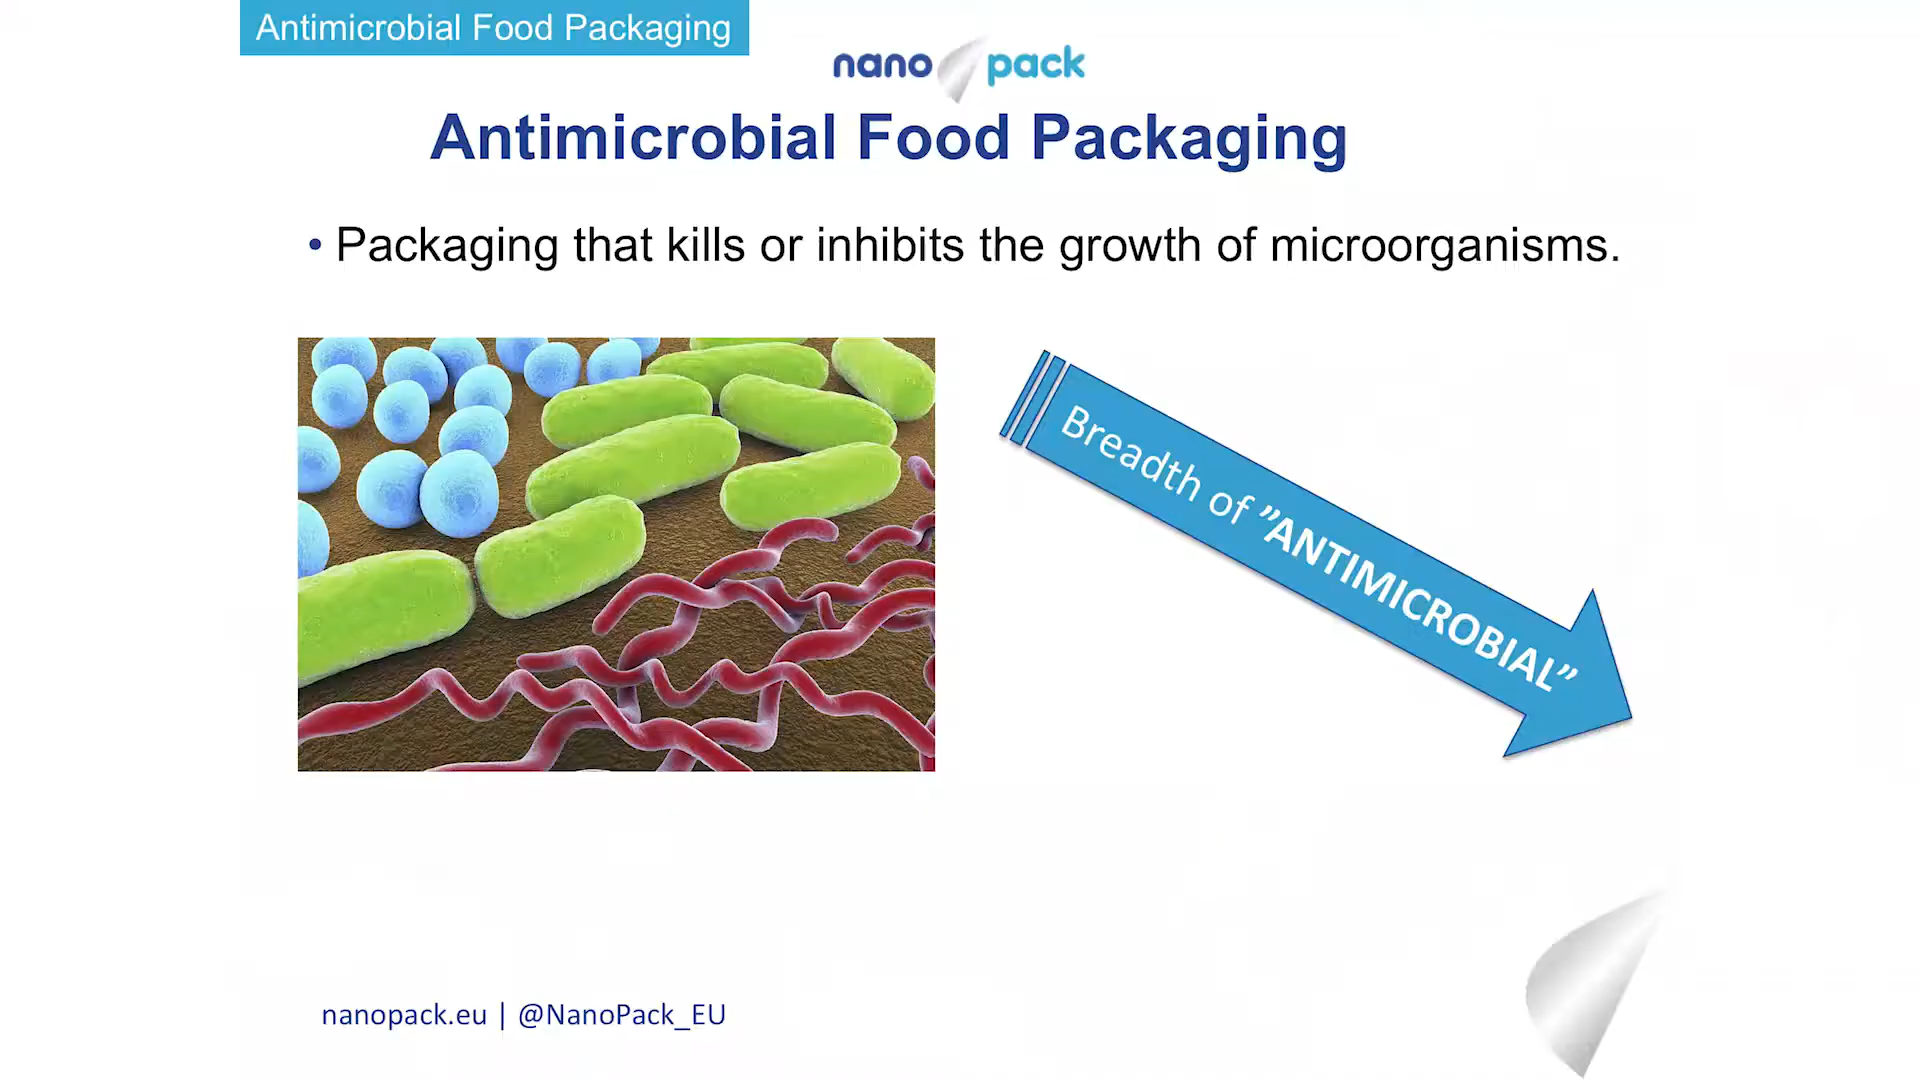 Antimicrobial Food Packaging
nano pack
Antimicrobial Food Packaging
• Packaging that kills or inhibits the growth of microorganisms.
Breadth of ”ANTIMICROBIAL”
nanopack.eu | @NanoPack_EU